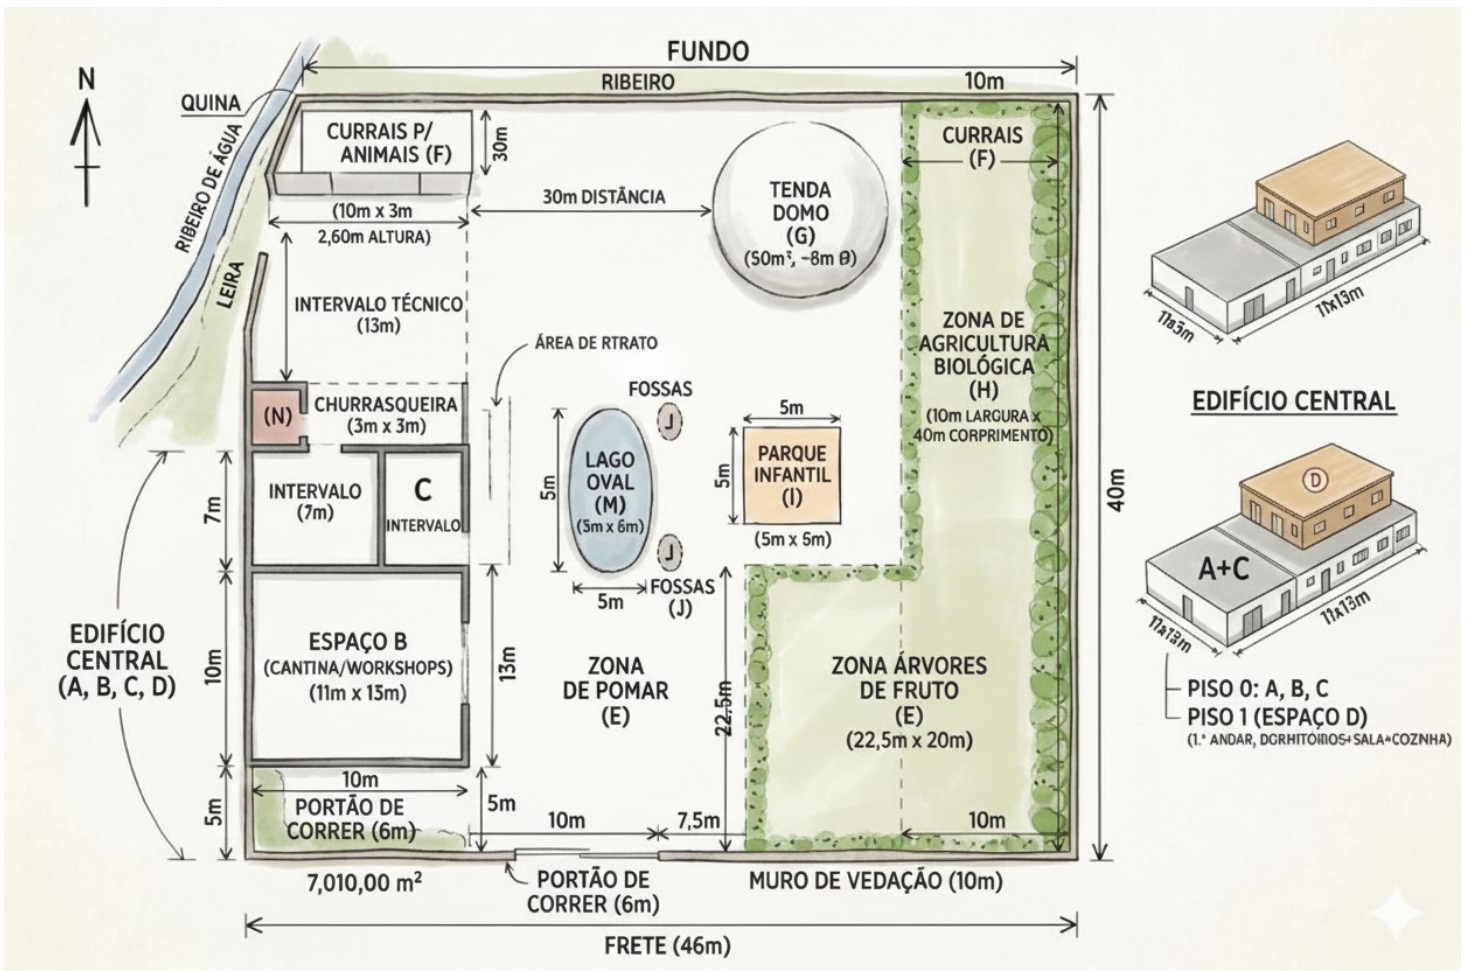 FUNDO
N
RIBEIRO
10m
QUINA
RIBEIRO DE ÁGUA
LEIRA
CURRAIS P/
ANIMAIS (F)
30m
(10m x 3m
2,60m ALTURA)
30m DISTÃNCIA
TENDA
DOMO
(G)
CURRAIS
(F)
INTERVALO TÉCNICO
(13m)
ÁREA DE RTRATO
ZONA DE
AGRICULTURA
BIOLÓGICA
(H)
(10m LARGURA x
40m CORPRIMENTO)
(N)
CHURRASQUEIRA
(3m x 3m)
FOSSAS
J
5m
5m
LAGO
OVAL
(M)
(5m x 6m)
5m
5m
PARQUE
INFANTIL
(I)
(5m x 5m)
40m
7m
INTERVALO
(7m)
C
INTERVALO
J
FOSSAS
(J)
EDIFÍCIO
CENTRAL
(A, B, C, D)
10m
ESPAÇO B
(CANTINA/WORKSHOPS)
(11m x 13m)
13m
ZONA
DE POMAR
(E)
22,5m
ZONA ÁRVORES
DE FRUTO
(E)
(22,5m x 20m)
5m
10m
PORTÃO DE
CORRER (6m)
5m
10m
7,5m
10m
7,010,00 m²
PORTÃO DE
CORRER (6m)
MURO DE VEDAÇÃO (10m)
FRETE (46m)
11x13m
EDIFÍCIO CENTRAL
D
A+C
11x13m
PISO 0: A, B, C
PISO 1 (ESPAÇO D)